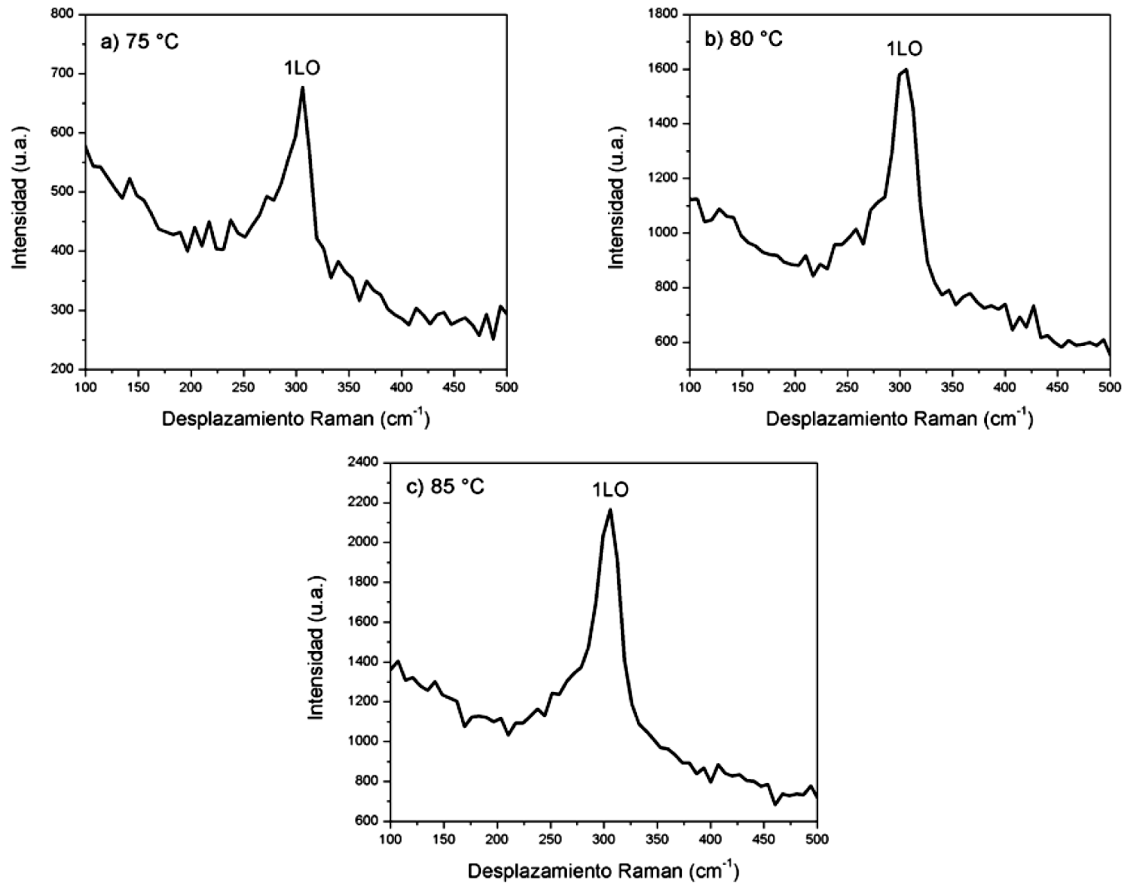 a) 75 °C
1LO
800
700
600
500
400
300
200
Intensidad (u.a.)
100 150 200 250 300 350 400 450 500
Desplazamiento Raman (cm⁻¹)
b) 80 °C
1LO
1800
1600
1400
1200
1000
800
600
Intensidad (u.a.)
100 150 200 250 300 350 400 450 500
Desplazamiento Raman (cm⁻¹)
c) 85 °C
1LO
2400
2200
2000
1800
1600
1400
1200
1000
800
600
Intensidad (u.a.)
100 150 200 250 300 350 400 450 500
Desplazamiento Raman (cm⁻¹)